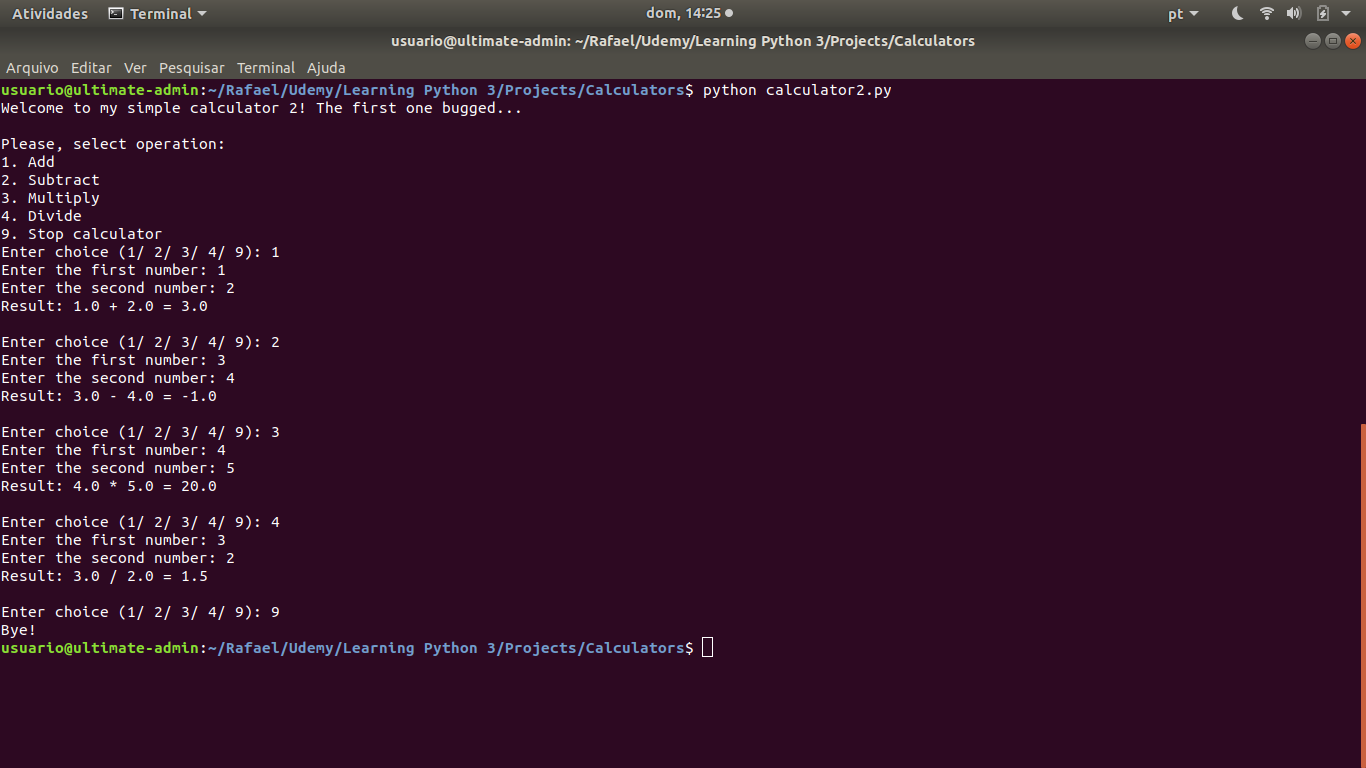 Atividades Terminal dom, 14:25 pt
usuario@ultimate-admin: ~/Rafael/Udemy/Learning Python 3/Projects/Calculators
Arquivo Editar Ver Pesquisar Terminal Ajuda
usuario@ultimate-admin:~/Rafael/Udemy/Learning Python 3/Projects/Calculators$ python calculator2.py
Welcome to my simple calculator 2! The first one bugged...
Please, select operation:
1. Add
2. Subtract
3. Multiply
4. Divide
9. Stop calculator
Enter choice (1/ 2/ 3/ 4/ 9): 1
Enter the first number: 1
Enter the second number: 2
Result: 1.0 + 2.0 = 3.0
Enter choice (1/ 2/ 3/ 4/ 9): 2
Enter the first number: 3
Enter the second number: 4
Result: 3.0 - 4.0 = -1.0
Enter choice (1/ 2/ 3/ 4/ 9): 3
Enter the first number: 4
Enter the second number: 5
Result: 4.0 * 5.0 = 20.0
Enter choice (1/ 2/ 3/ 4/ 9): 4
Enter the first number: 3
Enter the second number: 2
Result: 3.0 / 2.0 = 1.5
Enter choice (1/ 2/ 3/ 4/ 9): 9
Bye!
usuario@ultimate-admin:~/Rafael/Udemy/Learning Python 3/Projects/Calculators$